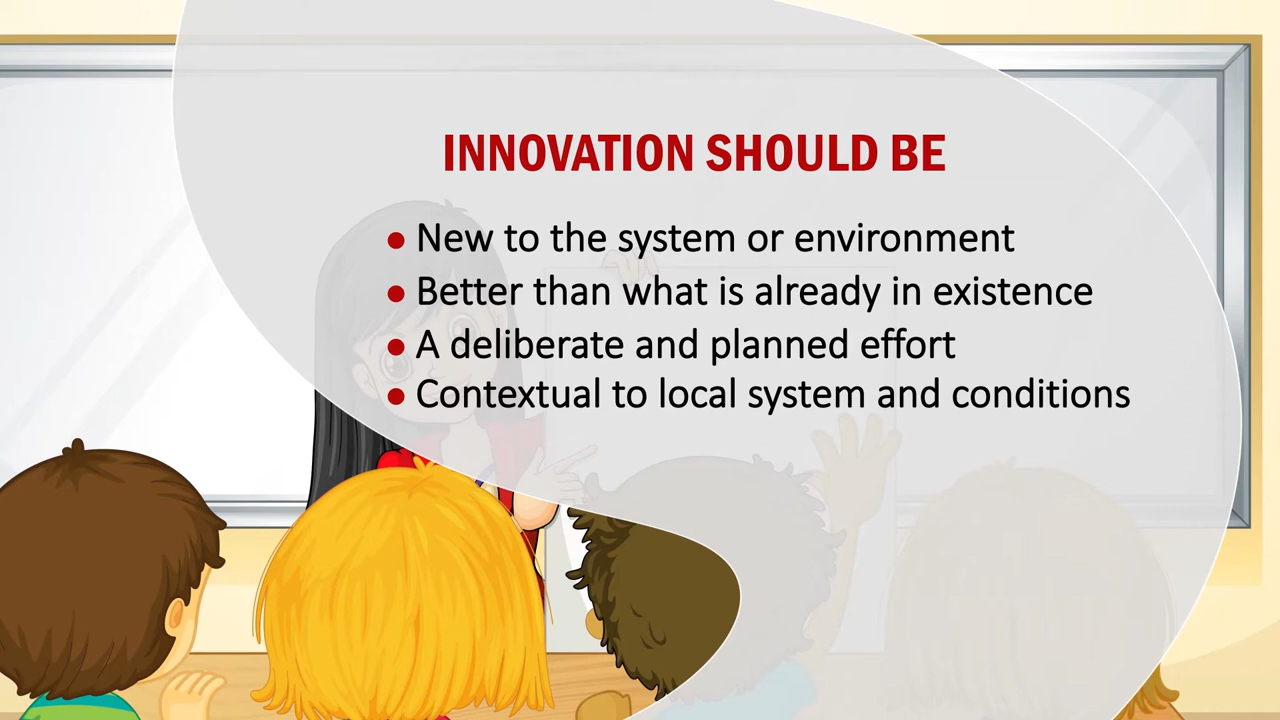 INNOVATION SHOULD BE
● New to the system or environment
● Better than what is already in existence
● A deliberate and planned effort
● Contextual to local system and conditions